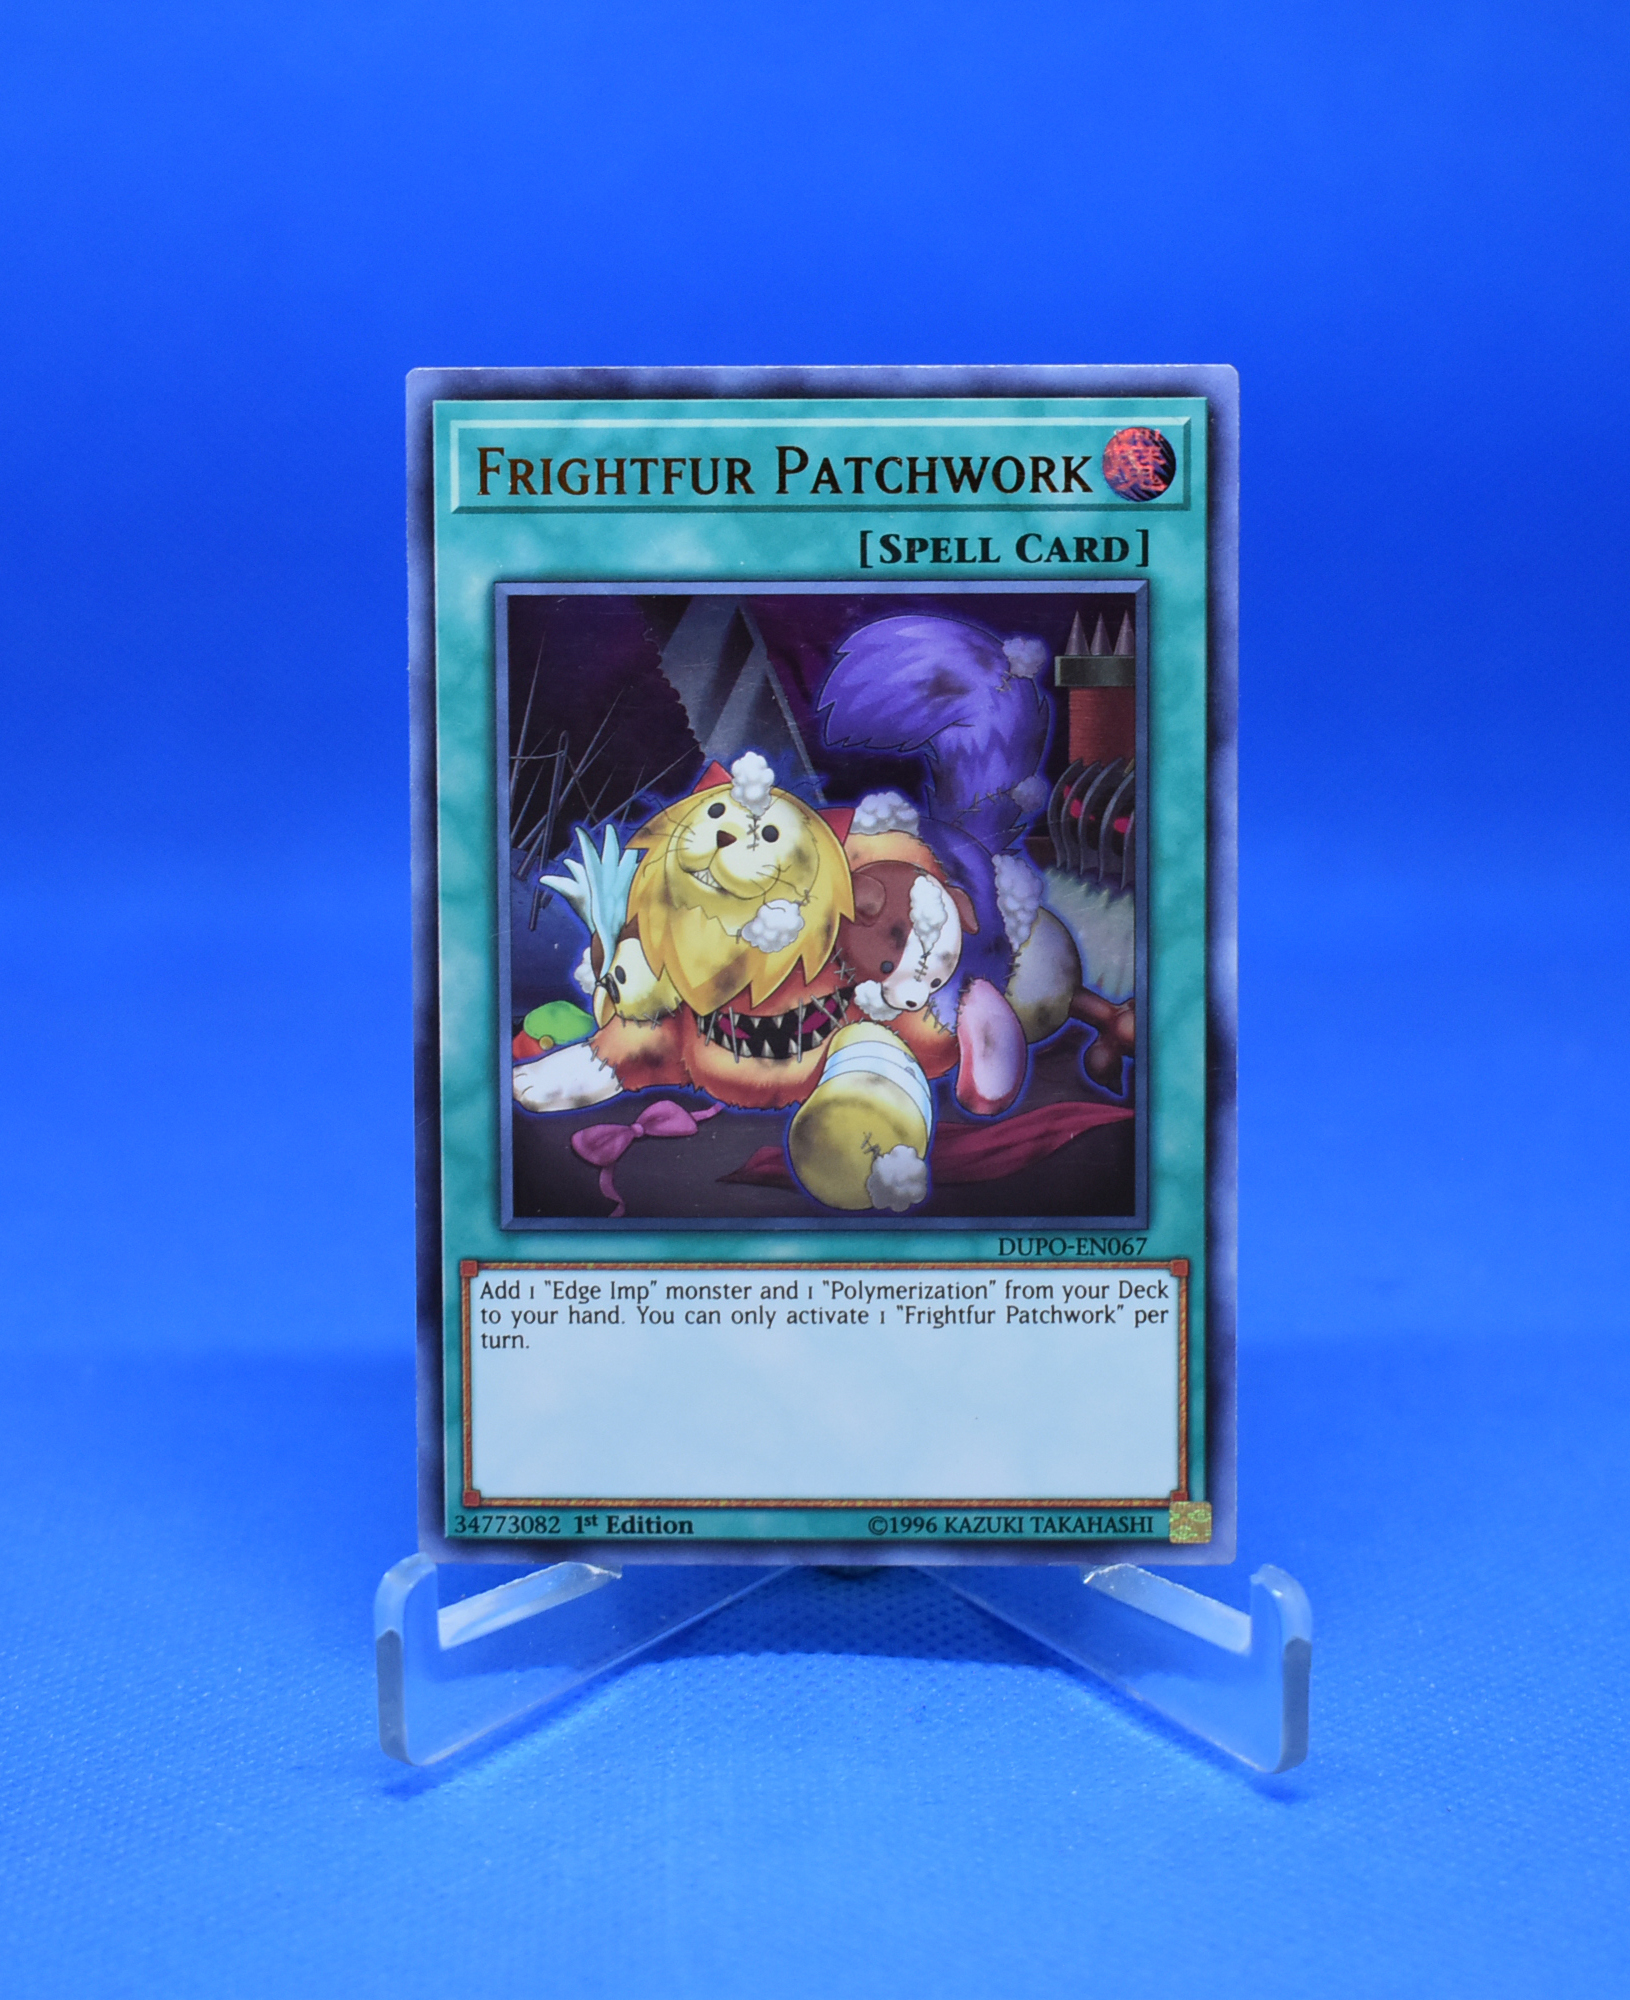 FRIGHTFUR PATCHWORK 魔
[SPELL CARD]
DUPO-EN067
Add 1 "Edge Imp" monster and 1 "Polymerization" from your Deck
to your hand. You can only activate 1 "Frightfur Patchwork" per
turn.
34773082 1st Edition ©1996 KAZUKI TAKAHASHI